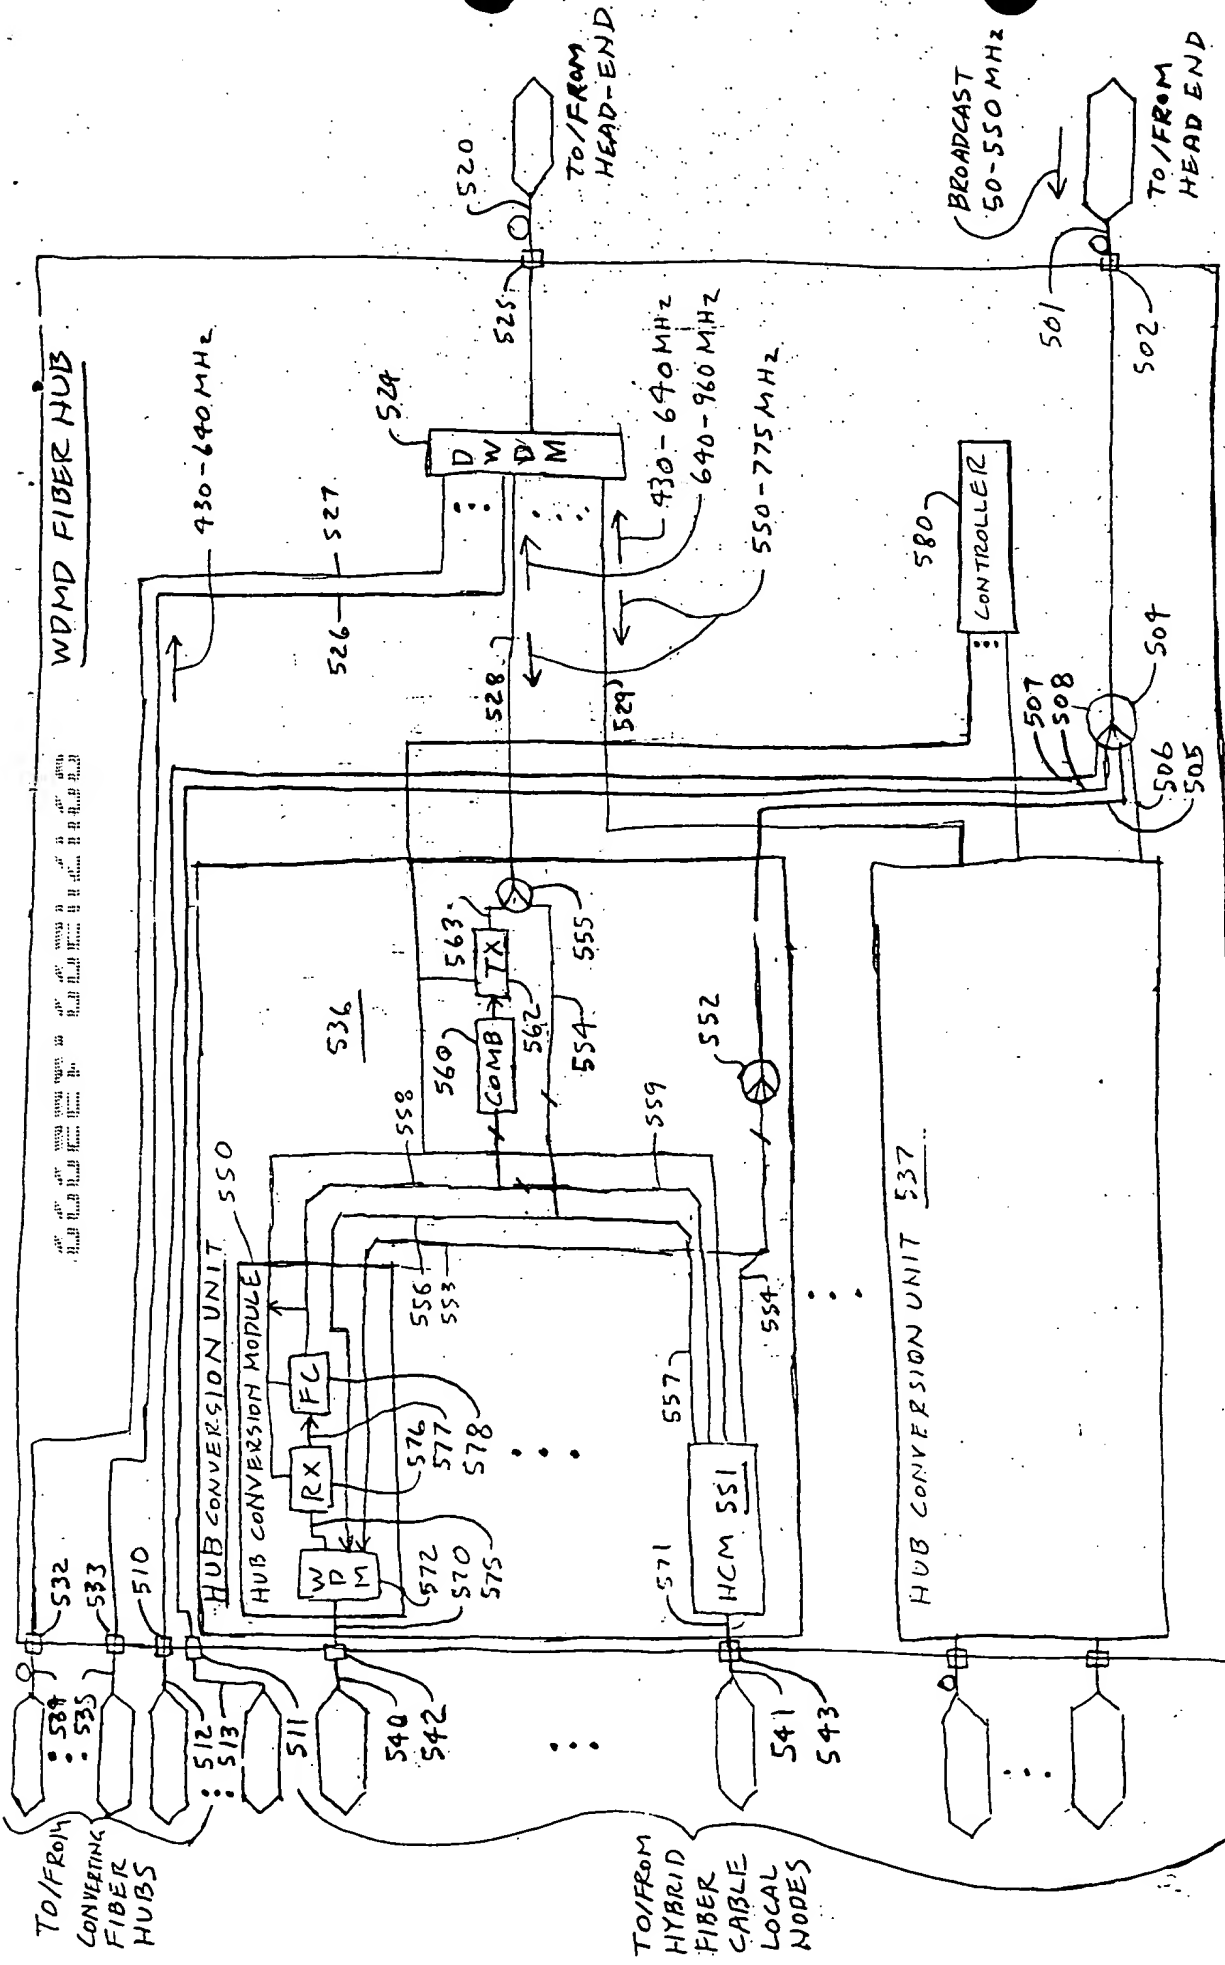 WDMD FIBER HUB
TO/FROM
CONVERTING
FIBER
HUBS
532
533
534
535
510
512
513
511
430-640 MHz
527
526
524
D
W
D
M
525
520
TO/FROM
HEAD-END
528
529
430-640 MHz
640-960 MHz
550-775 MHz
HUB CONVERSION UNIT
536
HUB CONVERSION MODULE
550
W
D
M
RX
FC
572
570
575
576
577
578
556
553
558
559
560
COMB
TX
562
563
554
555
552
540
542
TO/FROM
HYBRID
FIBER
CABLE
LOCAL
NODES
571
HCM 551
557
554
541
543
580
CONTROLLER
BROADCAST
50-550 MHz
501
502
TO/FROM
HEAD END
504
507
508
506
505
HUB CONVERSION UNIT 537